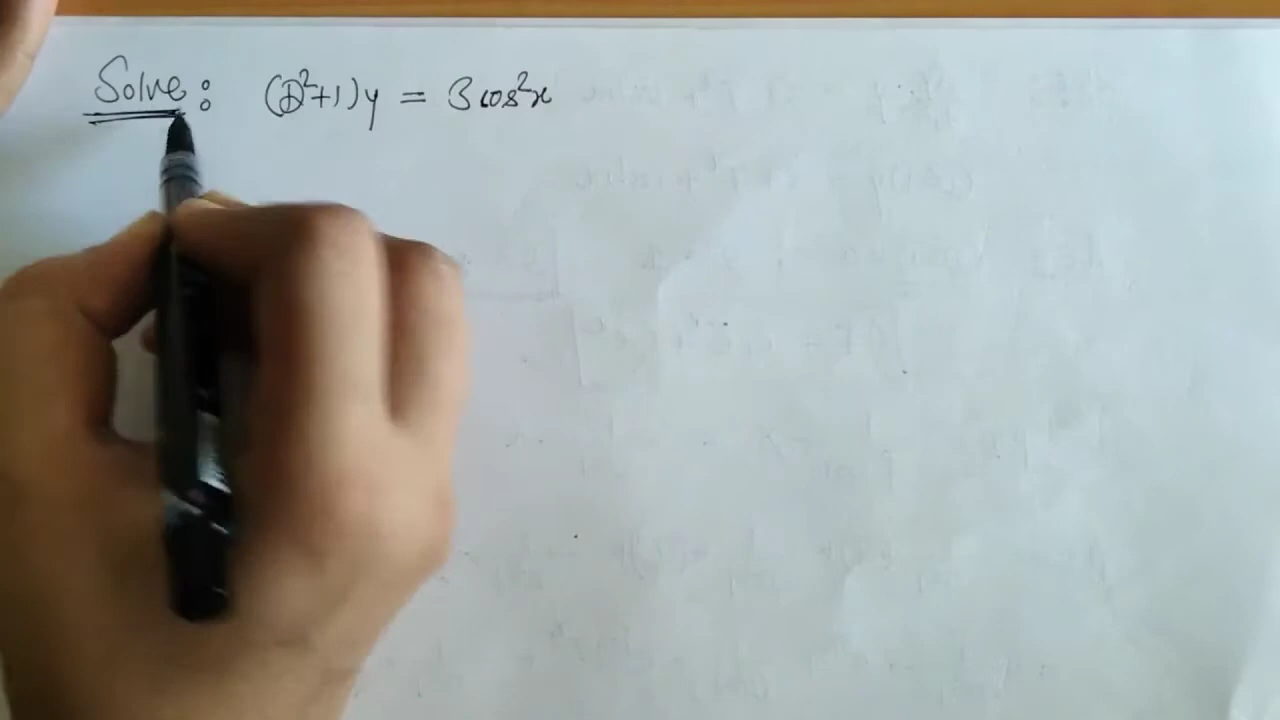 Solve: (D²+1)y = 3cos²x